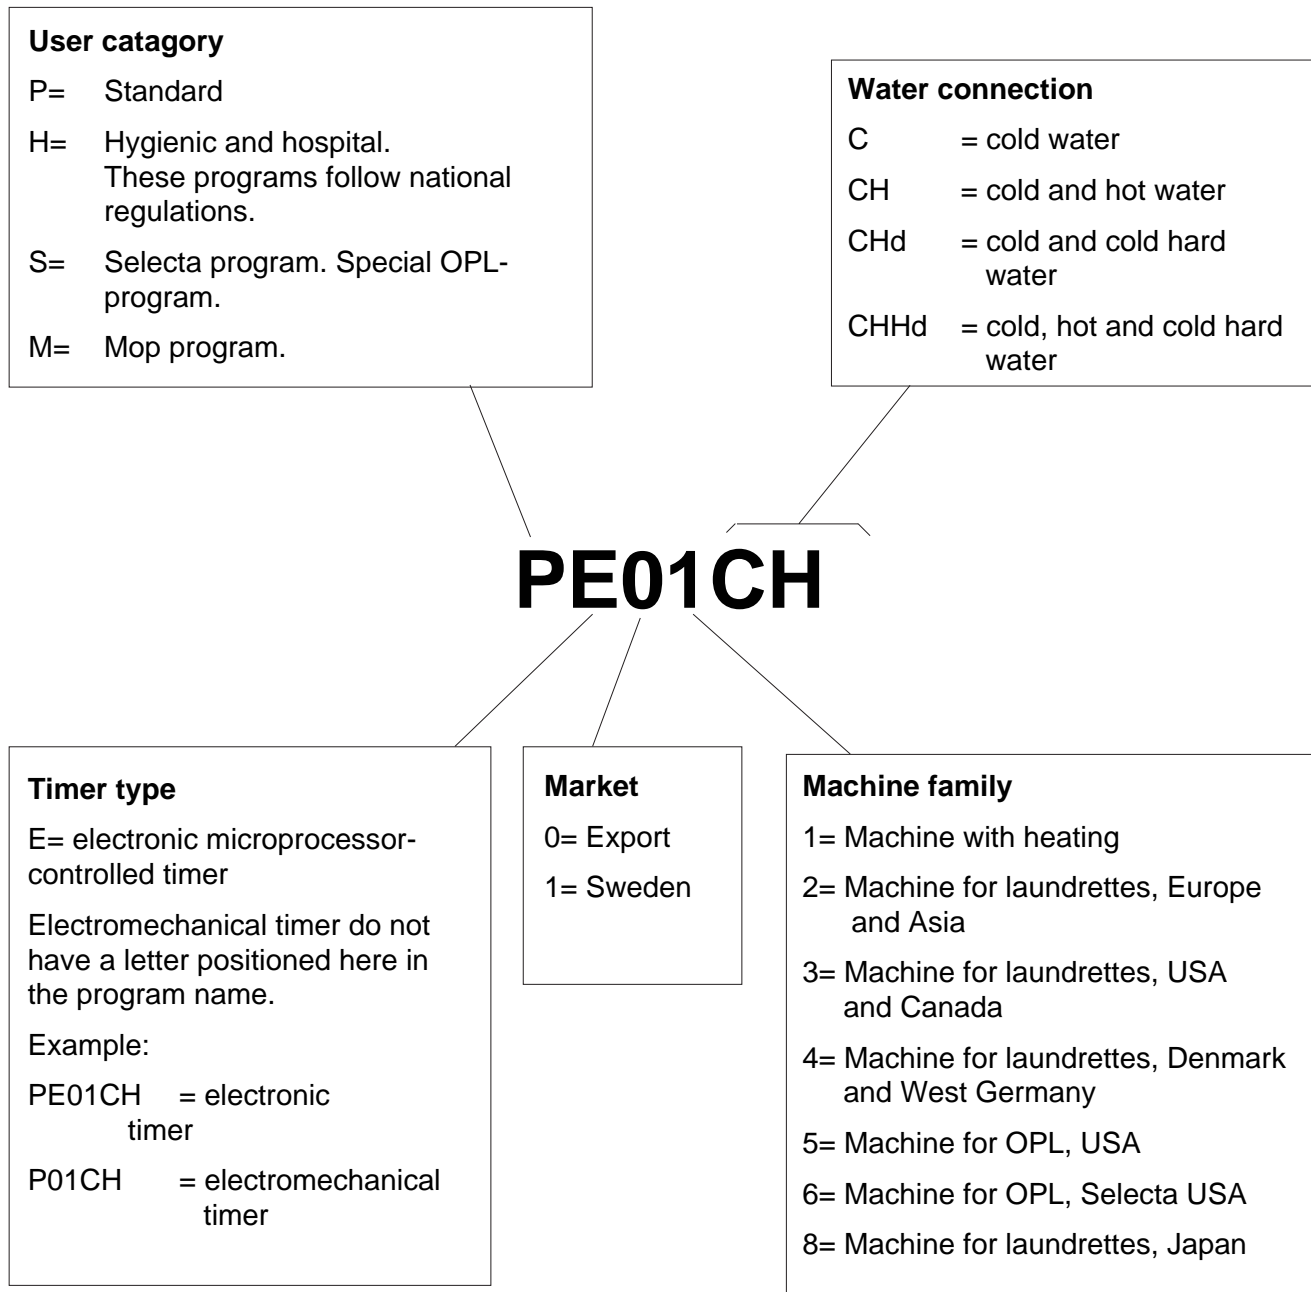 User catagory
P= Standard
H= Hygienic and hospital.
These programs follow national
regulations.
S= Selecta program. Special OPL-
program.
M= Mop program.
Water connection
C = cold water
CH = cold and hot water
CHd = cold and cold hard
water
CHHd = cold, hot and cold hard
water
PE01CH
Timer type
E= electronic microprocessor-
controlled timer
Electromechanical timer do not
have a letter positioned here in
the program name.
Example:
PE01CH = electronic
timer
P01CH = electromechanical
timer
Market
0= Export
1= Sweden
Machine family
1= Machine with heating
2= Machine for laundrettes, Europe
and Asia
3= Machine for laundrettes, USA
and Canada
4= Machine for laundrettes, Denmark
and West Germany
5= Machine for OPL, USA
6= Machine for OPL, Selecta USA
8= Machine for laundrettes, Japan